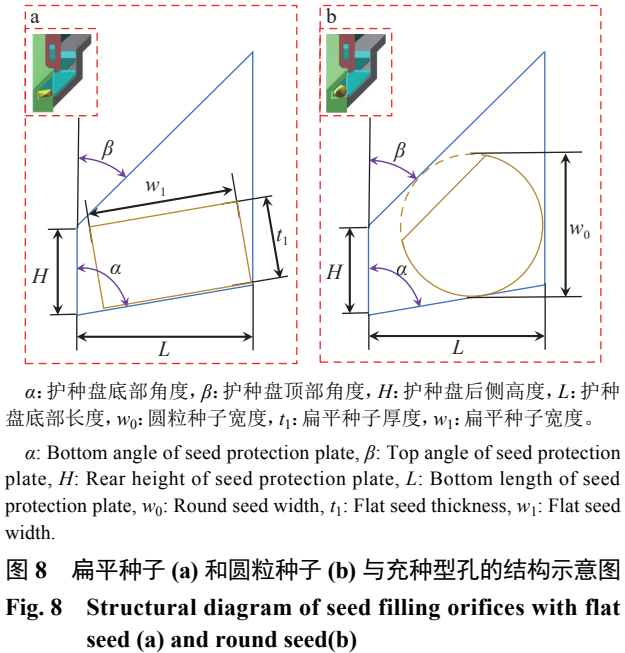 a
β
w₁
t₁
H
α
L
b
β
w₀
H
α
L
α: 护种盘底部角度, β: 护种盘顶部角度, H: 护种盘后侧高度, L: 护种
盘底部长度, w₀: 圆粒种子宽度, t₁: 扁平种子厚度, w₁: 扁平种子宽度。
α: Bottom angle of seed protection plate, β: Top angle of seed protection
plate, H: Rear height of seed protection plate, L: Bottom length of seed
protection plate, w₀: Round seed width, t₁: Flat seed thickness, w₁: Flat seed
width.
图 8 扁平种子 (a) 和圆粒种子 (b) 与充种型孔的结构示意图
Fig. 8 Structural diagram of seed filling orifices with flat
seed (a) and round seed(b)